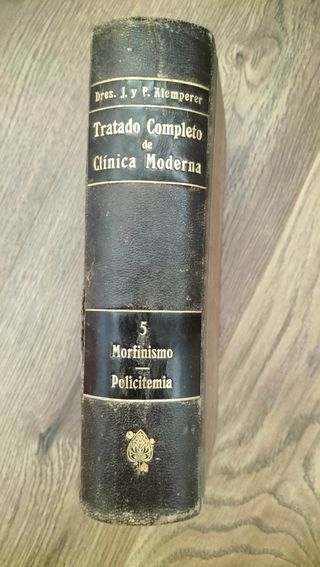 Dres. J. y F. Klemperer
Tratado Completo
de
Clínica Moderna
5
Morfinismo
Policitemia